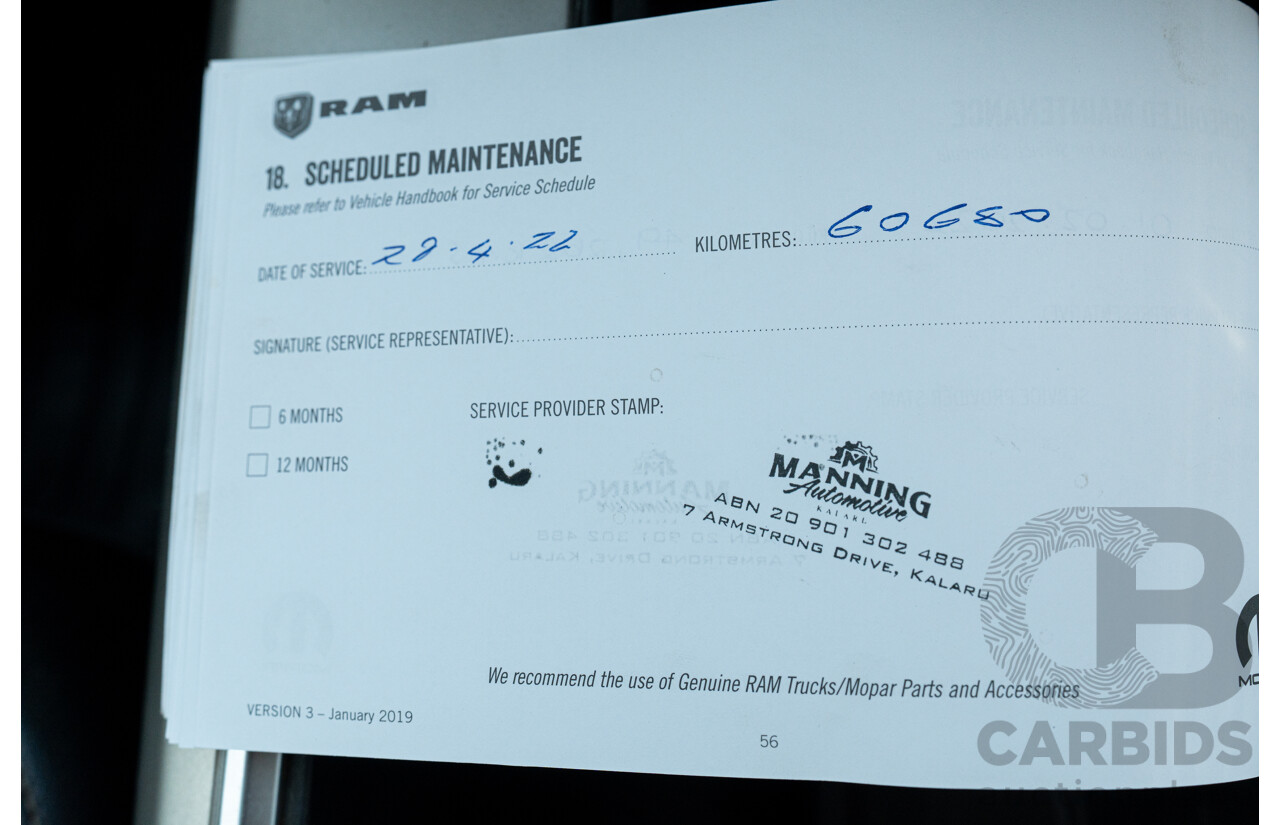 RAM
18. SCHEDULED MAINTENANCE
Please refer to Vehicle Handbook for Service Schedule
DATE OF SERVICE: 28.4.22
KILOMETRES: 60680
SIGNATURE (SERVICE REPRESENTATIVE):
6 MONTHS
12 MONTHS
SERVICE PROVIDER STAMP:
M
MANNING
Automotive
KALARU
ABN 20 901 302 488
7 ARMSTRONG DRIVE, KALARU
We recommend the use of Genuine RAM Trucks/Mopar Parts and Accessories
VERSION 3 – January 2019
56
CB
CARBIDS